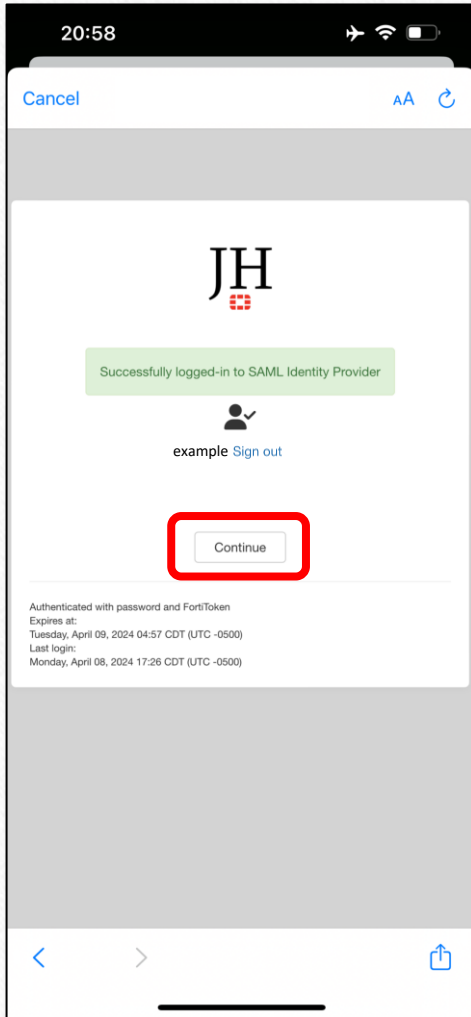 20:58
Cancel AA
JH
Successfully logged-in to SAML Identity Provider
example Sign out
Continue
Authenticated with password and FortiToken
Expires at:
Tuesday, April 09, 2024 04:57 CDT (UTC -0500)
Last login:
Monday, April 08, 2024 17:26 CDT (UTC -0500)